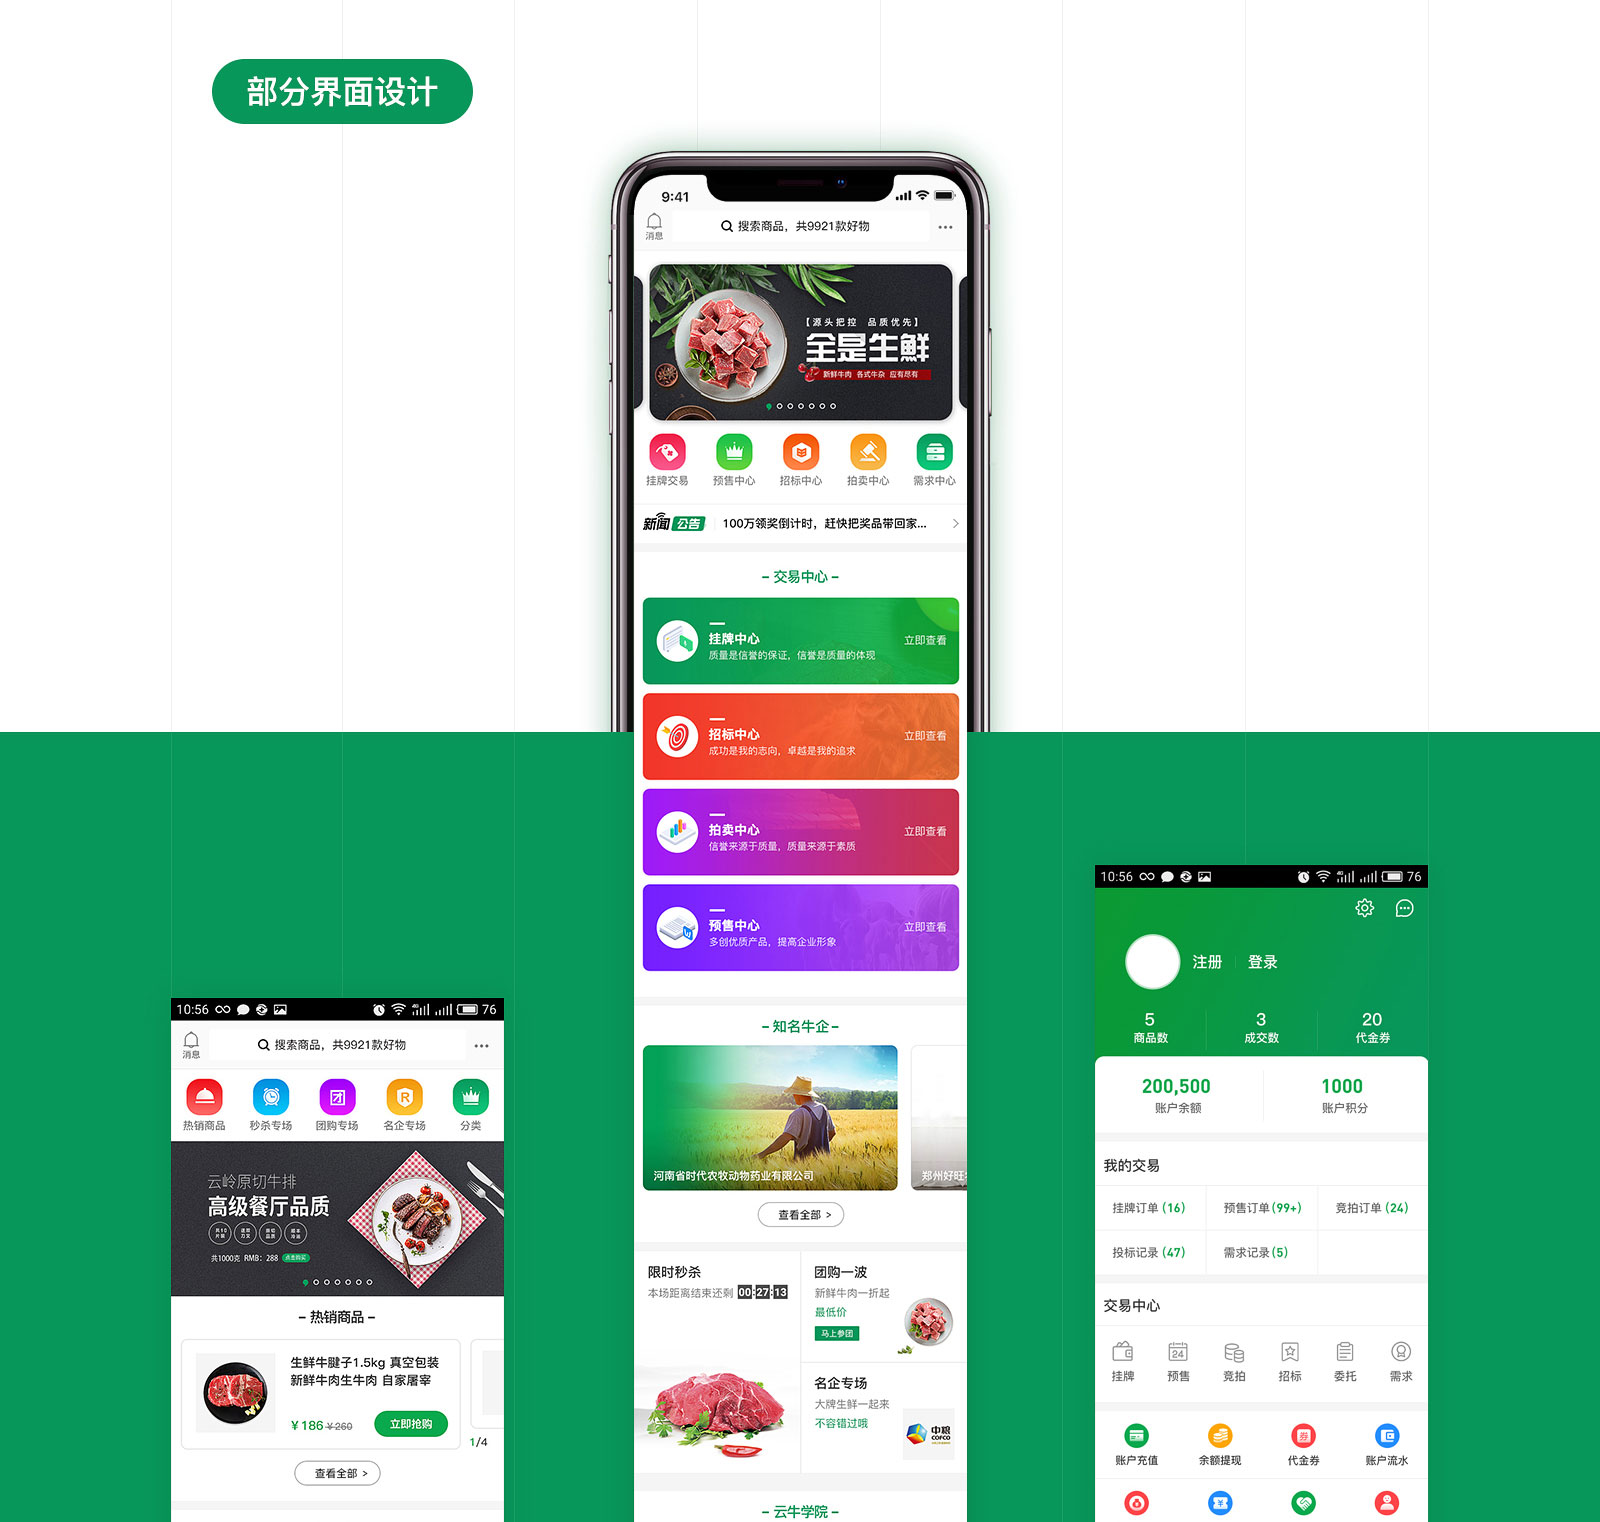 部分界面设计
9:41
消息
搜索商品，共9921款好物
【源头把控 品质优先】
全是生鲜
新鲜牛肉 各式牛杂 应有尽有
挂牌交易
预售中心
招标中心
拍卖中心
需求中心
新闻 公告
100万领奖倒计时，赶快把奖品带回家...
– 交易中心 –
挂牌中心
质量是信誉的保证，信誉是质量的体现
立即查看
招标中心
成功是我的志向，卓越是我的追求
立即查看
拍卖中心
信誉来源于质量，质量来源于素质
立即查看
预售中心
多创优质产品，提高企业形象
立即查看
– 知名牛企 –
河南省时代农牧动物药业有限公司
郑州好旺
查看全部 >
限时秒杀
本场距离结束还剩 00:27:13
团购一波
新鲜牛肉一折起
最低价
马上参团
名企专场
大牌生鲜一起来
不容错过哦
中粮
COFCO
– 云牛学院 –
10:56
76
消息
搜索商品，共9921款好物
团
R
热销商品
秒杀专场
团购专场
名企专场
分类
云岭原切牛排
高级餐厅品质
共1000克 RMB：288 点击购买
– 热销商品 –
生鲜牛腱子1.5kg 真空包装
新鲜牛肉生牛肉 自家屠宰
¥186 ¥260
立即抢购
1/4
查看全部 >
10:56
4G
76
注册
登录
5
商品数
3
成交数
20
代金券
200,500
账户余额
1000
账户积分
我的交易
挂牌订单 (16)
预售订单 (99+)
竞拍订单 (24)
投标记录 (47)
需求记录 (5)
交易中心
24
挂牌
预售
竞拍
招标
委托
需求
券
账户充值
余额提现
代金券
账户流水